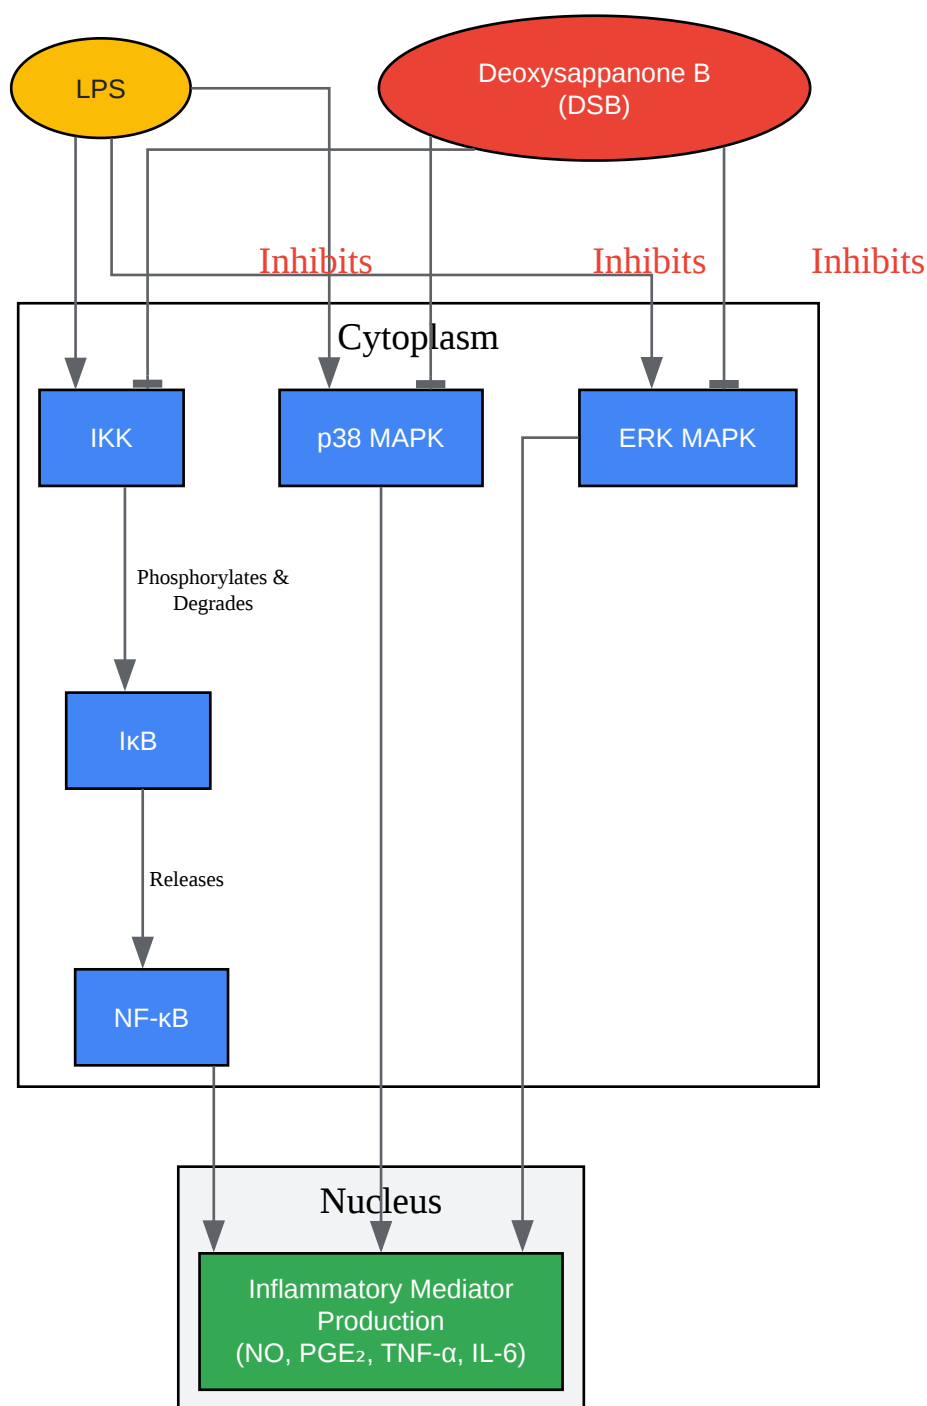 LPS
Deoxysappanone B
(DSB)
Inhibits
Inhibits
Inhibits
Cytoplasm
IKK
p38 MAPK
ERK MAPK
Phosphorylates &
Degrades
IκB
Releases
NF-κB
Nucleus
Inflammatory Mediator
Production
(NO, PGE₂, TNF-α, IL-6)